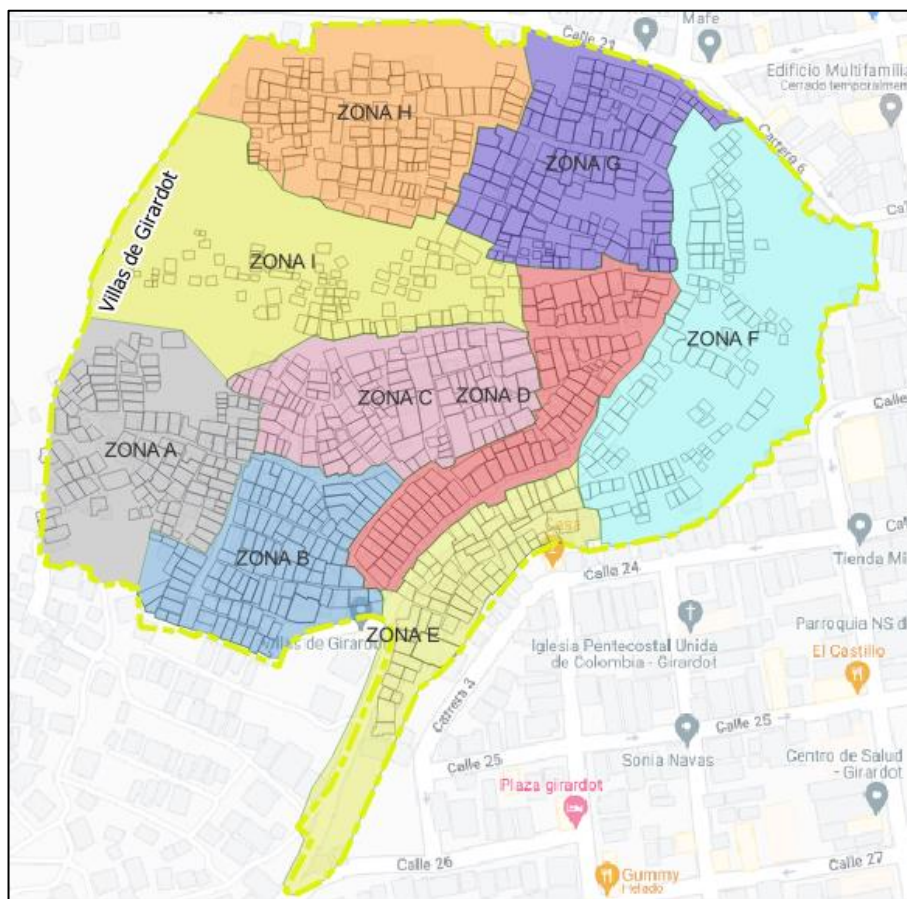 Calle 23
Mafe
Edificio Multifamilia
Cerrado temporalmen
ZONA H
Carrera 6
ZONA G
Villas de Girardot
ZONA I
ZONA F
ZONA C
ZONA D
Calle
ZONA A
Casa
ZONA B
Tienda Mi
Calle 24
ZONA E
Villas de Girardot
Iglesia Pentecostal Unida
de Colombia - Girardot
Parroquia NS d
El Castillo
Carrera 3
Calle 25
Calle 25
Sonia Navas
Centro de Salud
- Girardot
Plaza girardot
Calle 26
Calle 27
Gummy
Helado